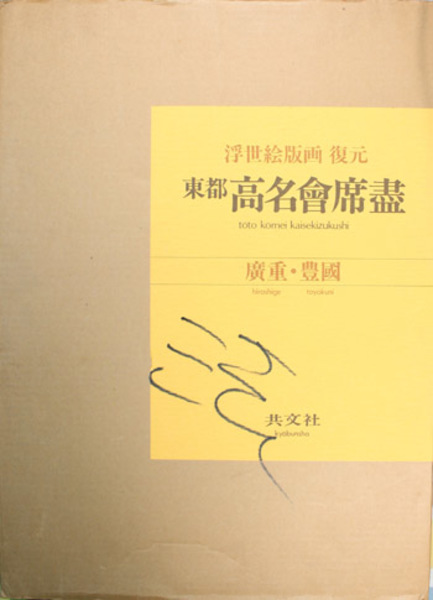 浮世絵版画 復元
東都 高名會席盡
toto komei kaisekizukushi
廣重・豊國
hiroshige toyokuni
共文社
kyōbunsha